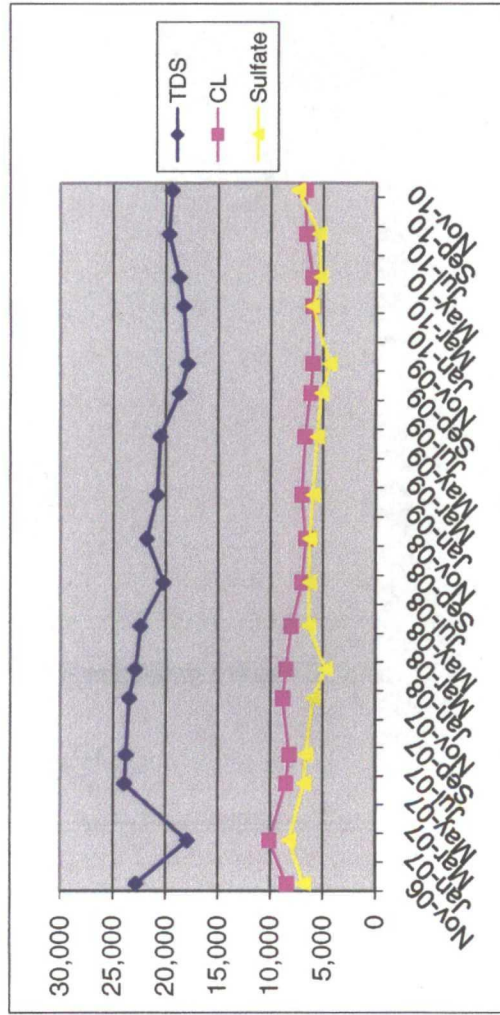 30,000
25,000
20,000
15,000
10,000
5,000
0
Nov-06
Jan-07
Mar-07
May-07
Jul-07
Sep-07
Nov-07
Jan-08
Mar-08
May-08
Jul-08
Sep-08
Nov-08
Jan-09
Mar-09
May-09
Jul-09
Sep-09
Nov-09
Jan-10
Mar-10
May-10
Jul-10
Sep-10
Nov-10
TDS
CL
Sulfate